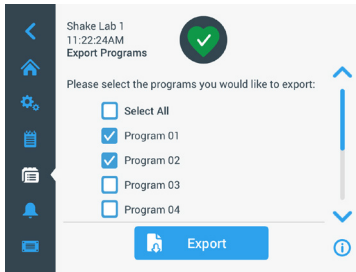 Shake Lab 1
11:22:24AM
Export Programs
Please select the programs you would like to export:
Select All
Program 01
Program 02
Program 03
Program 04
Export